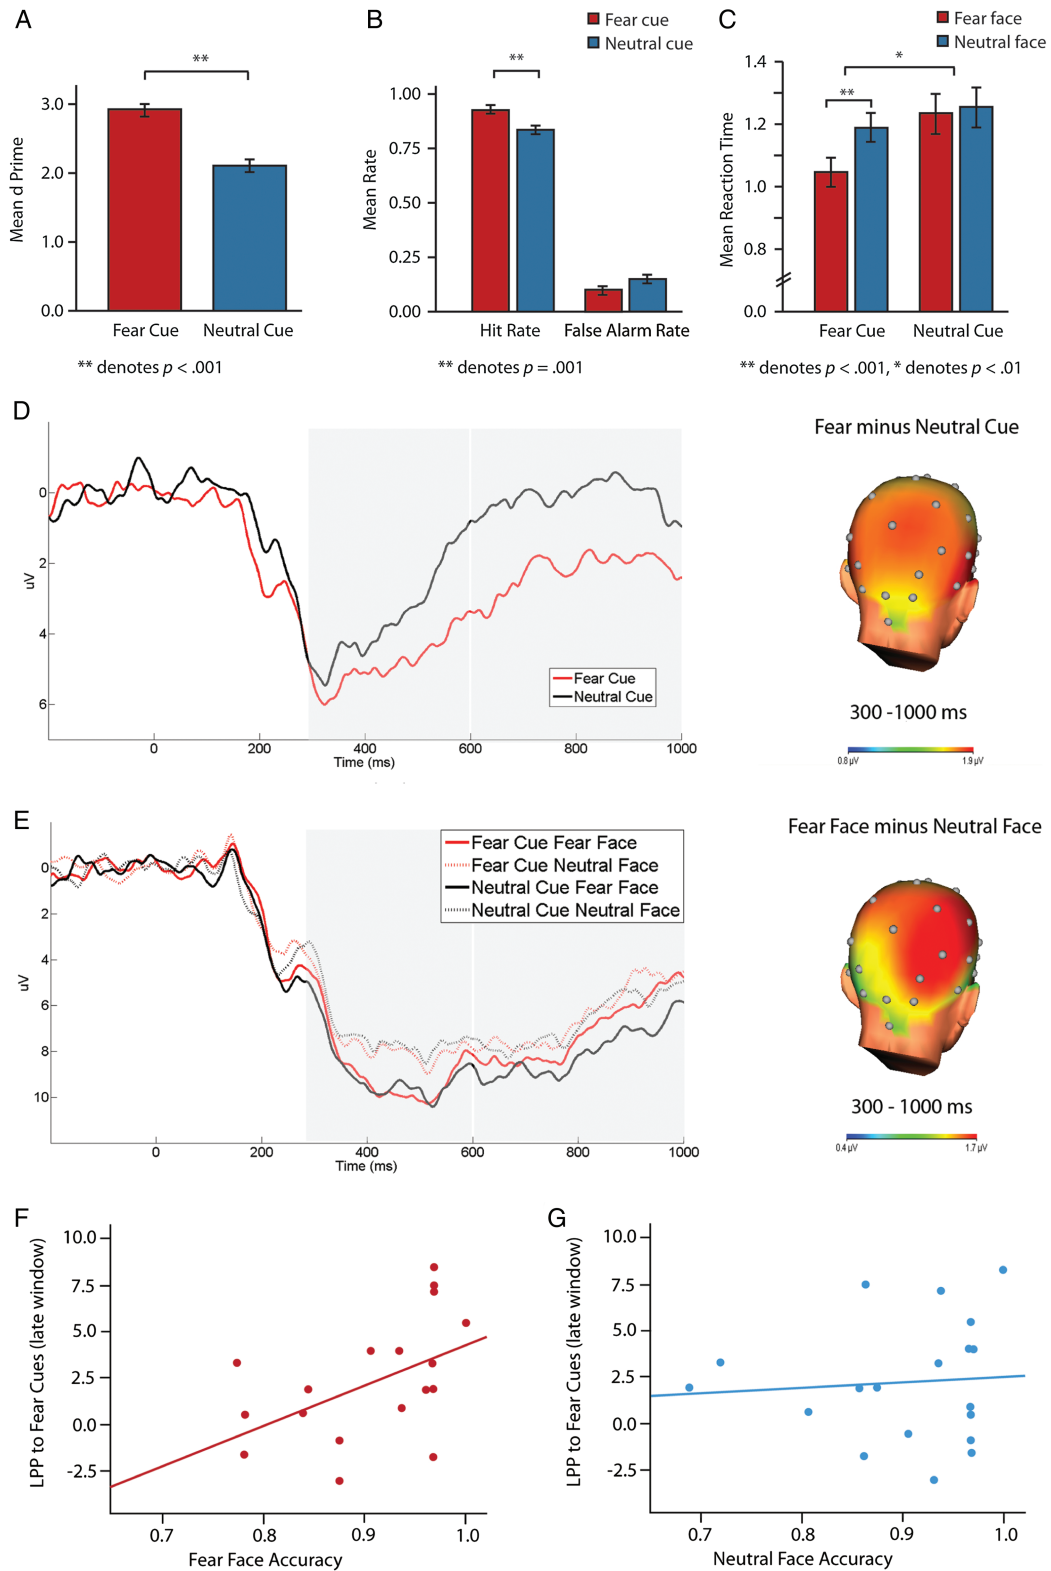 A
**
3.0
2.0
1.0
0.0
Mean d Prime
Fear Cue
Neutral Cue
** denotes p < .001
B
Fear cue
Neutral cue
**
1.00
0.75
0.50
0.25
0.00
Mean Rate
Hit Rate
False Alarm Rate
** denotes p = .001
C
Fear face
Neutral face
*
**
1.4
1.2
1.0
0.8
0.0
Mean Reaction Time
Fear Cue
Neutral Cue
** denotes p < .001, * denotes p < .01
D
0
2
4
6
uV
Fear Cue
Neutral Cue
0
200
400
600
800
1000
Time (ms)
Fear minus Neutral Cue
300 -1000 ms
0.8 µV
1.9 µV
E
0
2
4
6
8
10
uV
Fear Cue Fear Face
Fear Cue Neutral Face
Neutral Cue Fear Face
Neutral Cue Neutral Face
0
200
400
600
800
1000
Time (ms)
Fear Face minus Neutral Face
300 - 1000 ms
0.4 µV
1.7 µV
F
10.0
7.5
5.0
2.5
0.0
-2.5
LPP to Fear Cues (late window)
0.7
0.8
0.9
1.0
Fear Face Accuracy
G
10.0
7.5
5.0
2.5
0.0
-2.5
LPP to Fear Cues (late window)
0.7
0.8
0.9
1.0
Neutral Face Accuracy